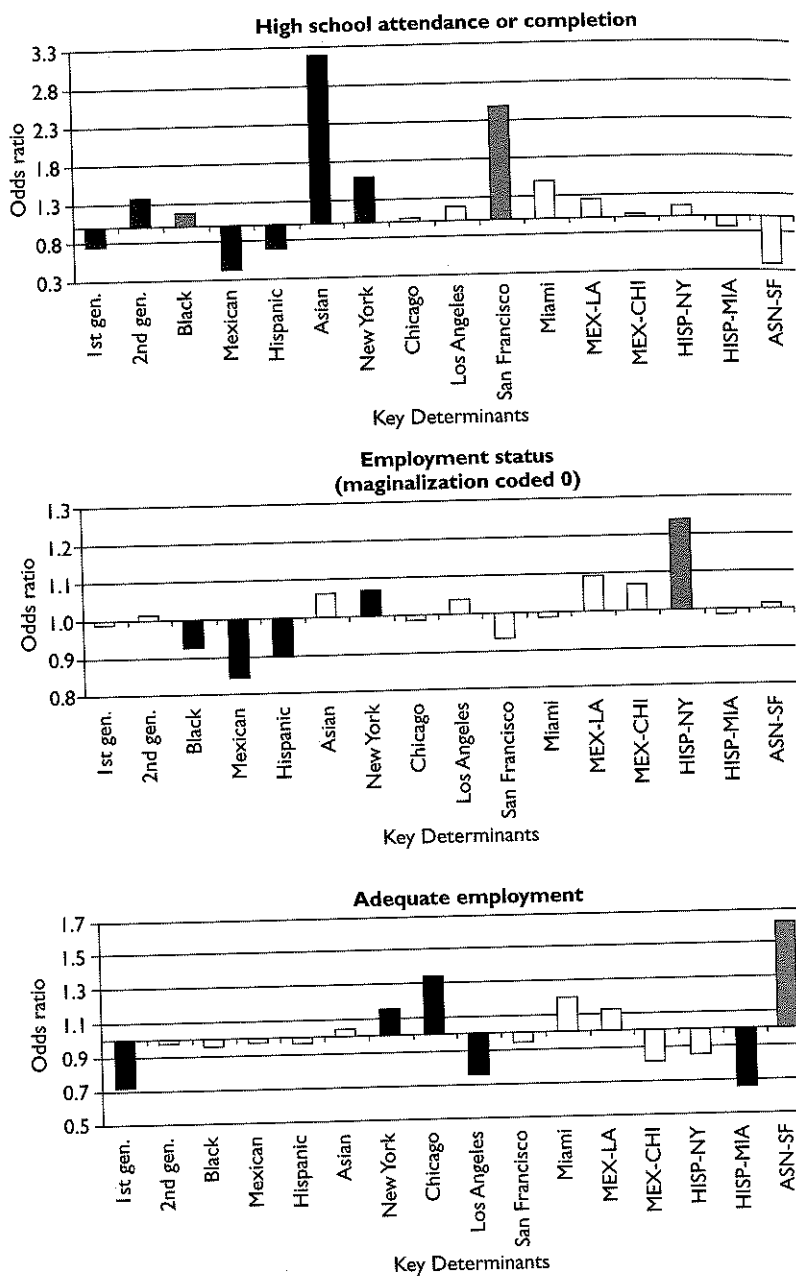 High school attendance or completion
3.3
2.8
2.3
1.8
1.3
0.8
0.3
Odds ratio
1st gen.
2nd gen.
Black
Mexican
Hispanic
Asian
New York
Chicago
Los Angeles
San Francisco
Miami
MEX-LA
MEX-CHI
HISP-NY
HISP-MIA
ASN-SF
Key Determinants
Employment status
(maginalization coded 0)
1.3
1.2
1.1
1.0
0.9
0.8
Odds ratio
1st gen.
2nd gen.
Black
Mexican
Hispanic
Asian
New York
Chicago
Los Angeles
San Francisco
Miami
MEX-LA
MEX-CHI
HISP-NY
HISP-MIA
ASN-SF
Key Determinants
Adequate employment
1.7
1.5
1.3
1.1
0.9
0.7
0.5
Odds ratio
1st gen.
2nd gen.
Black
Mexican
Hispanic
Asian
New York
Chicago
Los Angeles
San Francisco
Miami
MEX-LA
MEX-CHI
HISP-NY
HISP-MIA
ASN-SF
Key Determinants